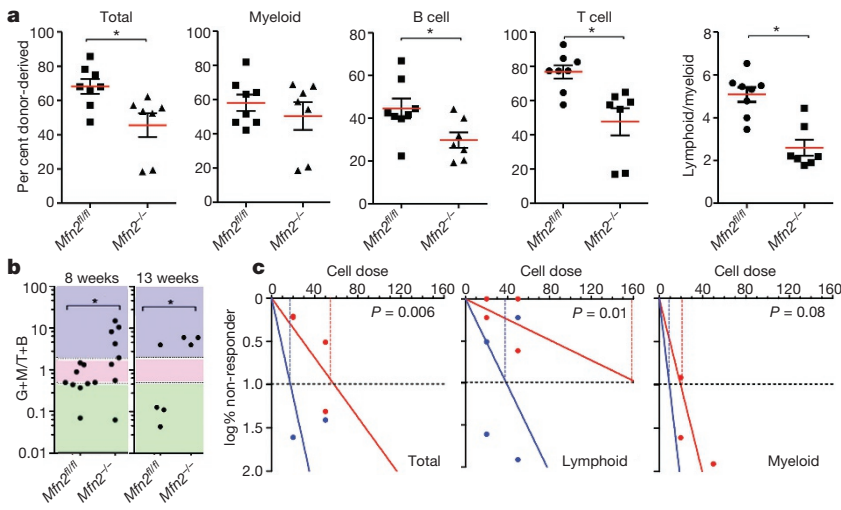 a
Total
Myeloid
B cell
T cell
Per cent donor-derived
100
80
60
40
20
0
*
Mfn2fl/fl
Mfn2–/–
100
80
60
40
20
0
Mfn2fl/fl
Mfn2–/–
80
60
40
20
0
*
Mfn2fl/fl
Mfn2–/–
100
80
60
40
20
0
*
Mfn2fl/fl
Mfn2–/–
Lymphoid/myeloid
8
6
4
2
0
*
Mfn2fl/fl
Mfn2–/–
b
8 weeks
13 weeks
G+M/T+B
100
10
1
0.1
0.01
*
*
Mfn2fl/fl
Mfn2–/–
Mfn2fl/fl
Mfn2–/–
c
Cell dose
Cell dose
Cell dose
0 40 80 120 160
0 40 80 120 160
0 40 80 120 160
log% non-responder
0
0.5
1.0
1.5
2.0
P = 0.006
P = 0.01
P = 0.08
Total
Lymphoid
Myeloid